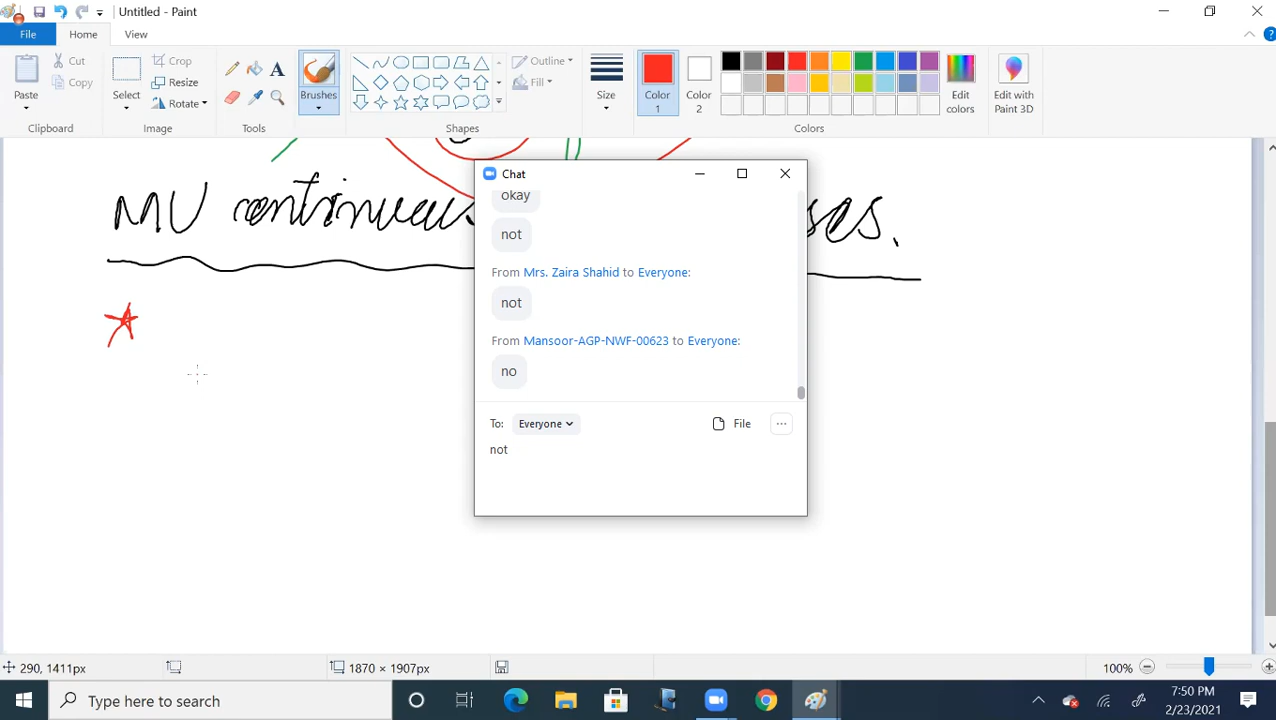 Untitled - Paint
File Home View
Cut
Copy
Paste
Clipboard
Select
Crop
Resize
Rotate
Image
Tools
Brushes
Outline
Fill
Shapes
Size
Color 1
Color 2
Edit colors
Colors
Edit with Paint 3D
MU continuous ses.
Chat
okay
not
From Mrs. Zaira Shahid to Everyone:
not
From Mansoor-AGP-NWF-00623 to Everyone:
no
To: Everyone File ...
not
290, 1411px
1870 × 1907px
100%
Type here to search
7:50 PM
2/23/2021